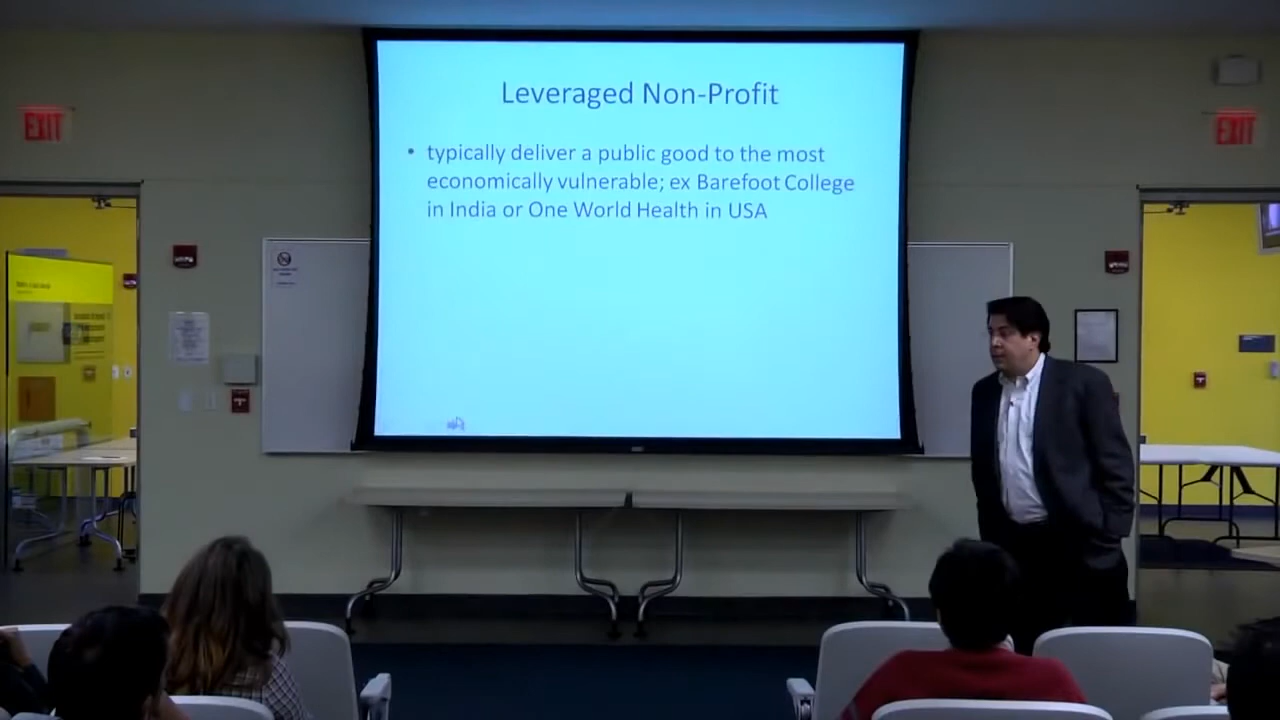 Leveraged Non-Profit
• typically deliver a public good to the most
economically vulnerable; ex Barefoot College
in India or One World Health in USA
EXIT
EXIT